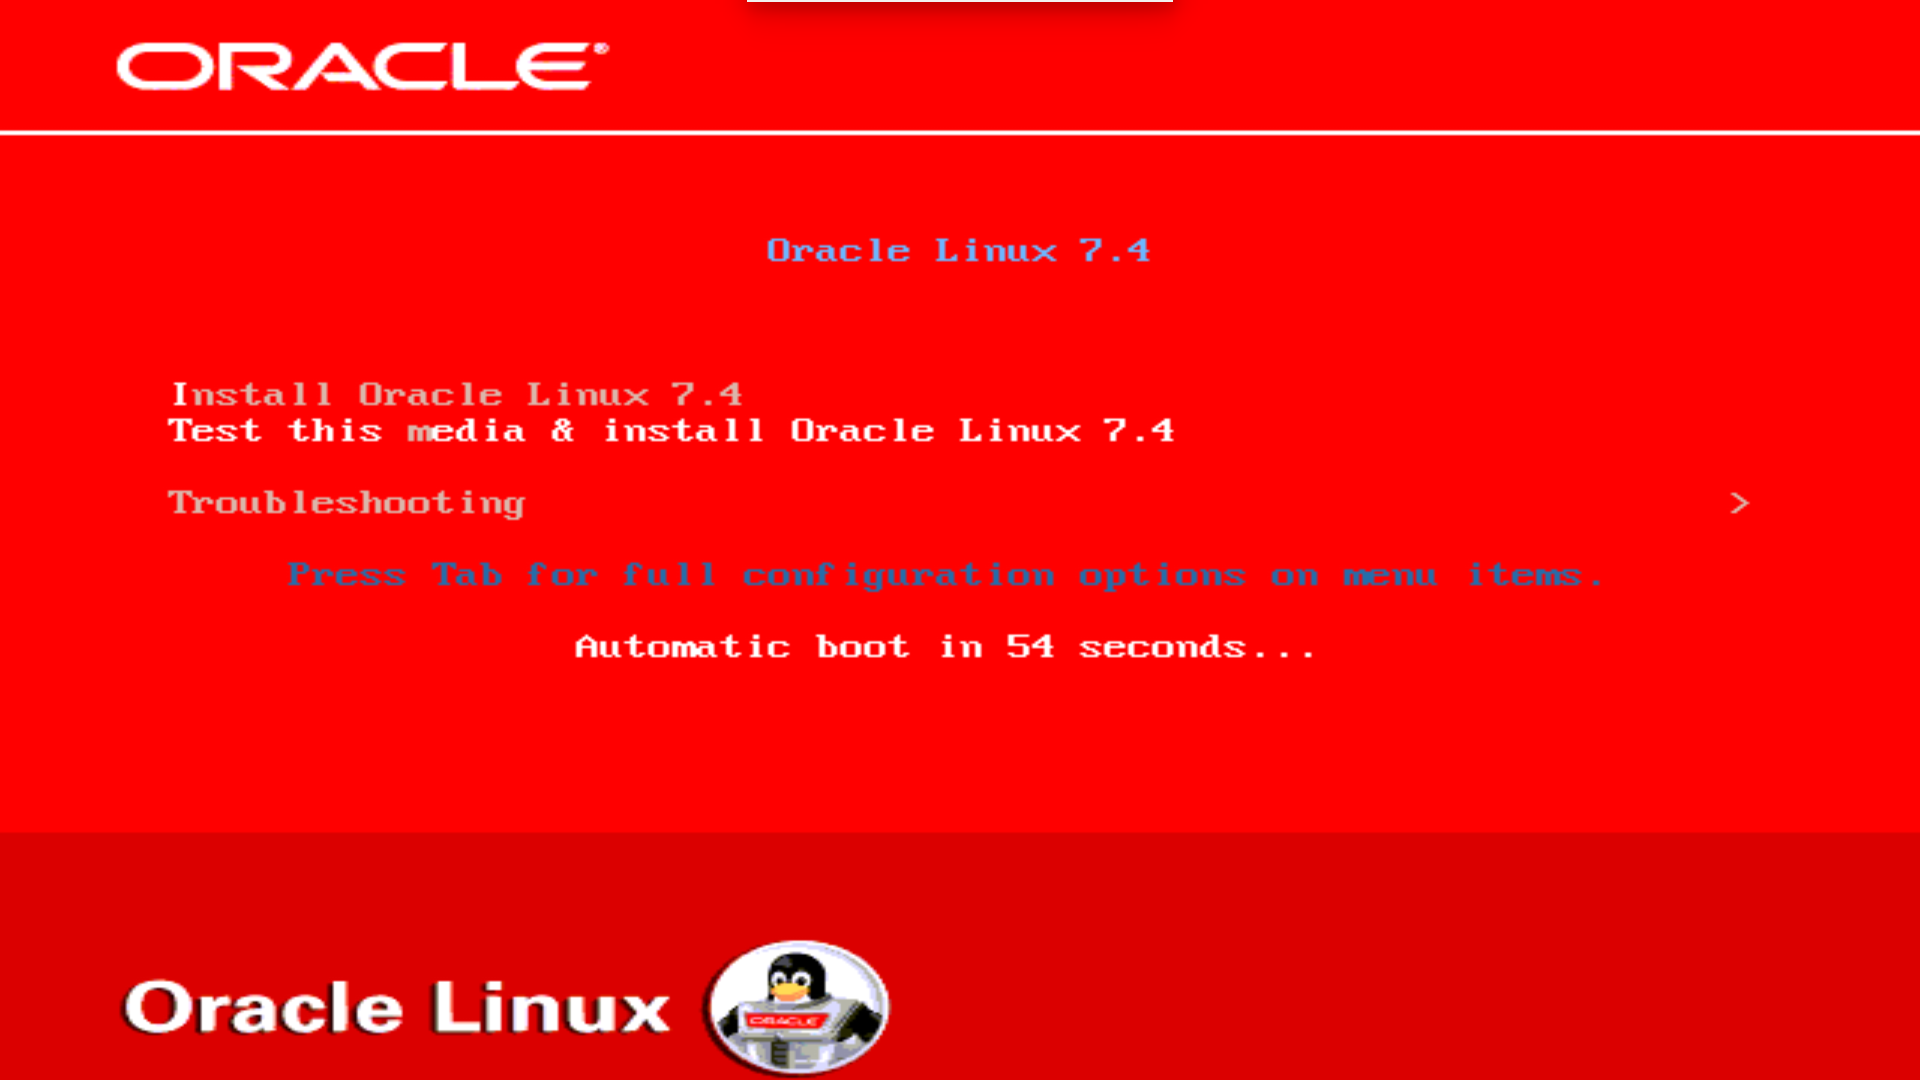 ORACLE®
Oracle Linux 7.4
Install Oracle Linux 7.4
Test this media & install Oracle Linux 7.4
Troubleshooting >
Press Tab for full configuration options on menu items.
Automatic boot in 54 seconds...
Oracle Linux
ORACLE